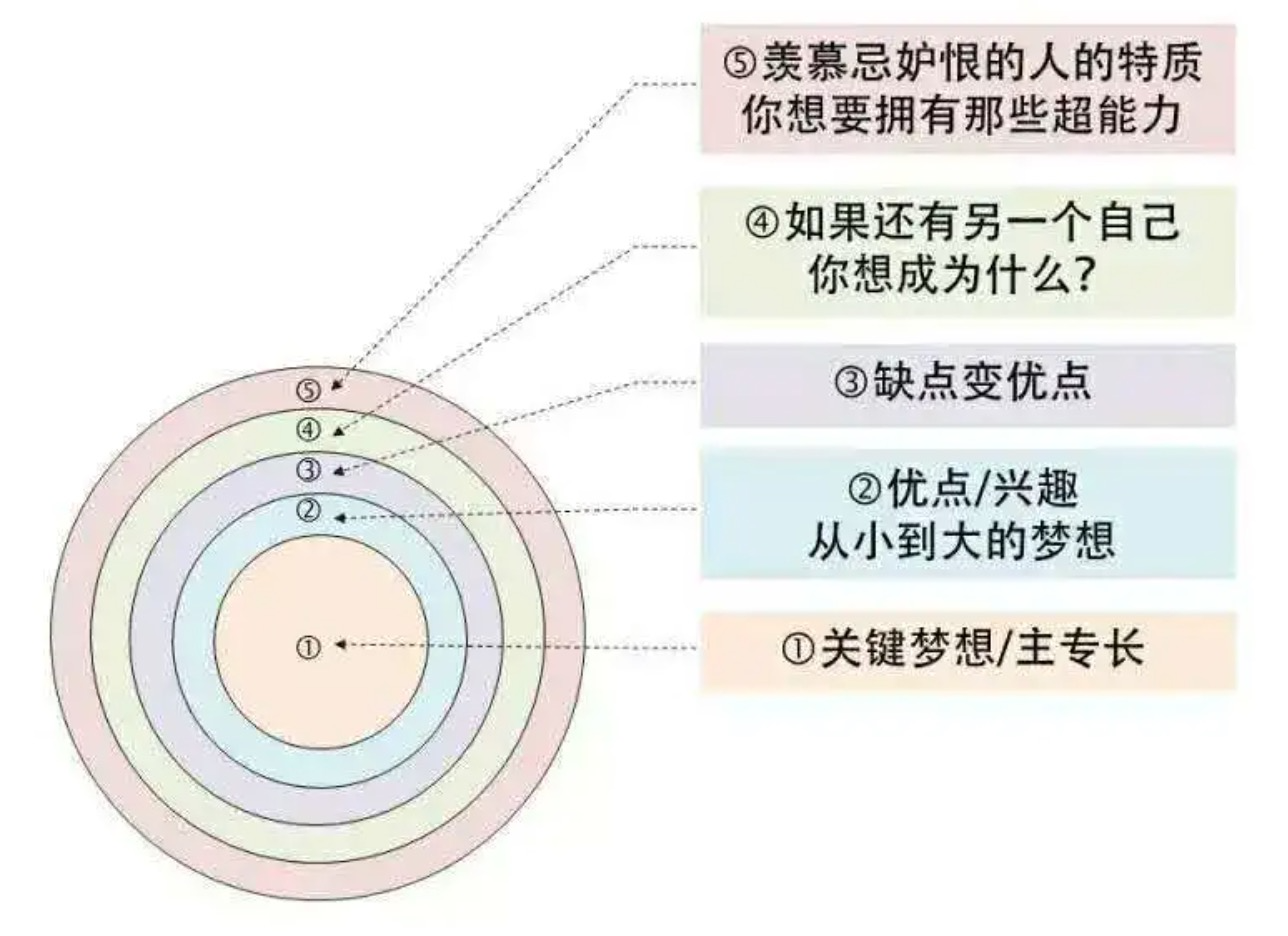 ⑤羡慕忌妒恨的人的特质
你想要拥有那些超能力
④如果还有另一个自己
你想成为什么?
③缺点变优点
②优点/兴趣
从小到大的梦想
①关键梦想/主专长
⑤
④
③
②
①